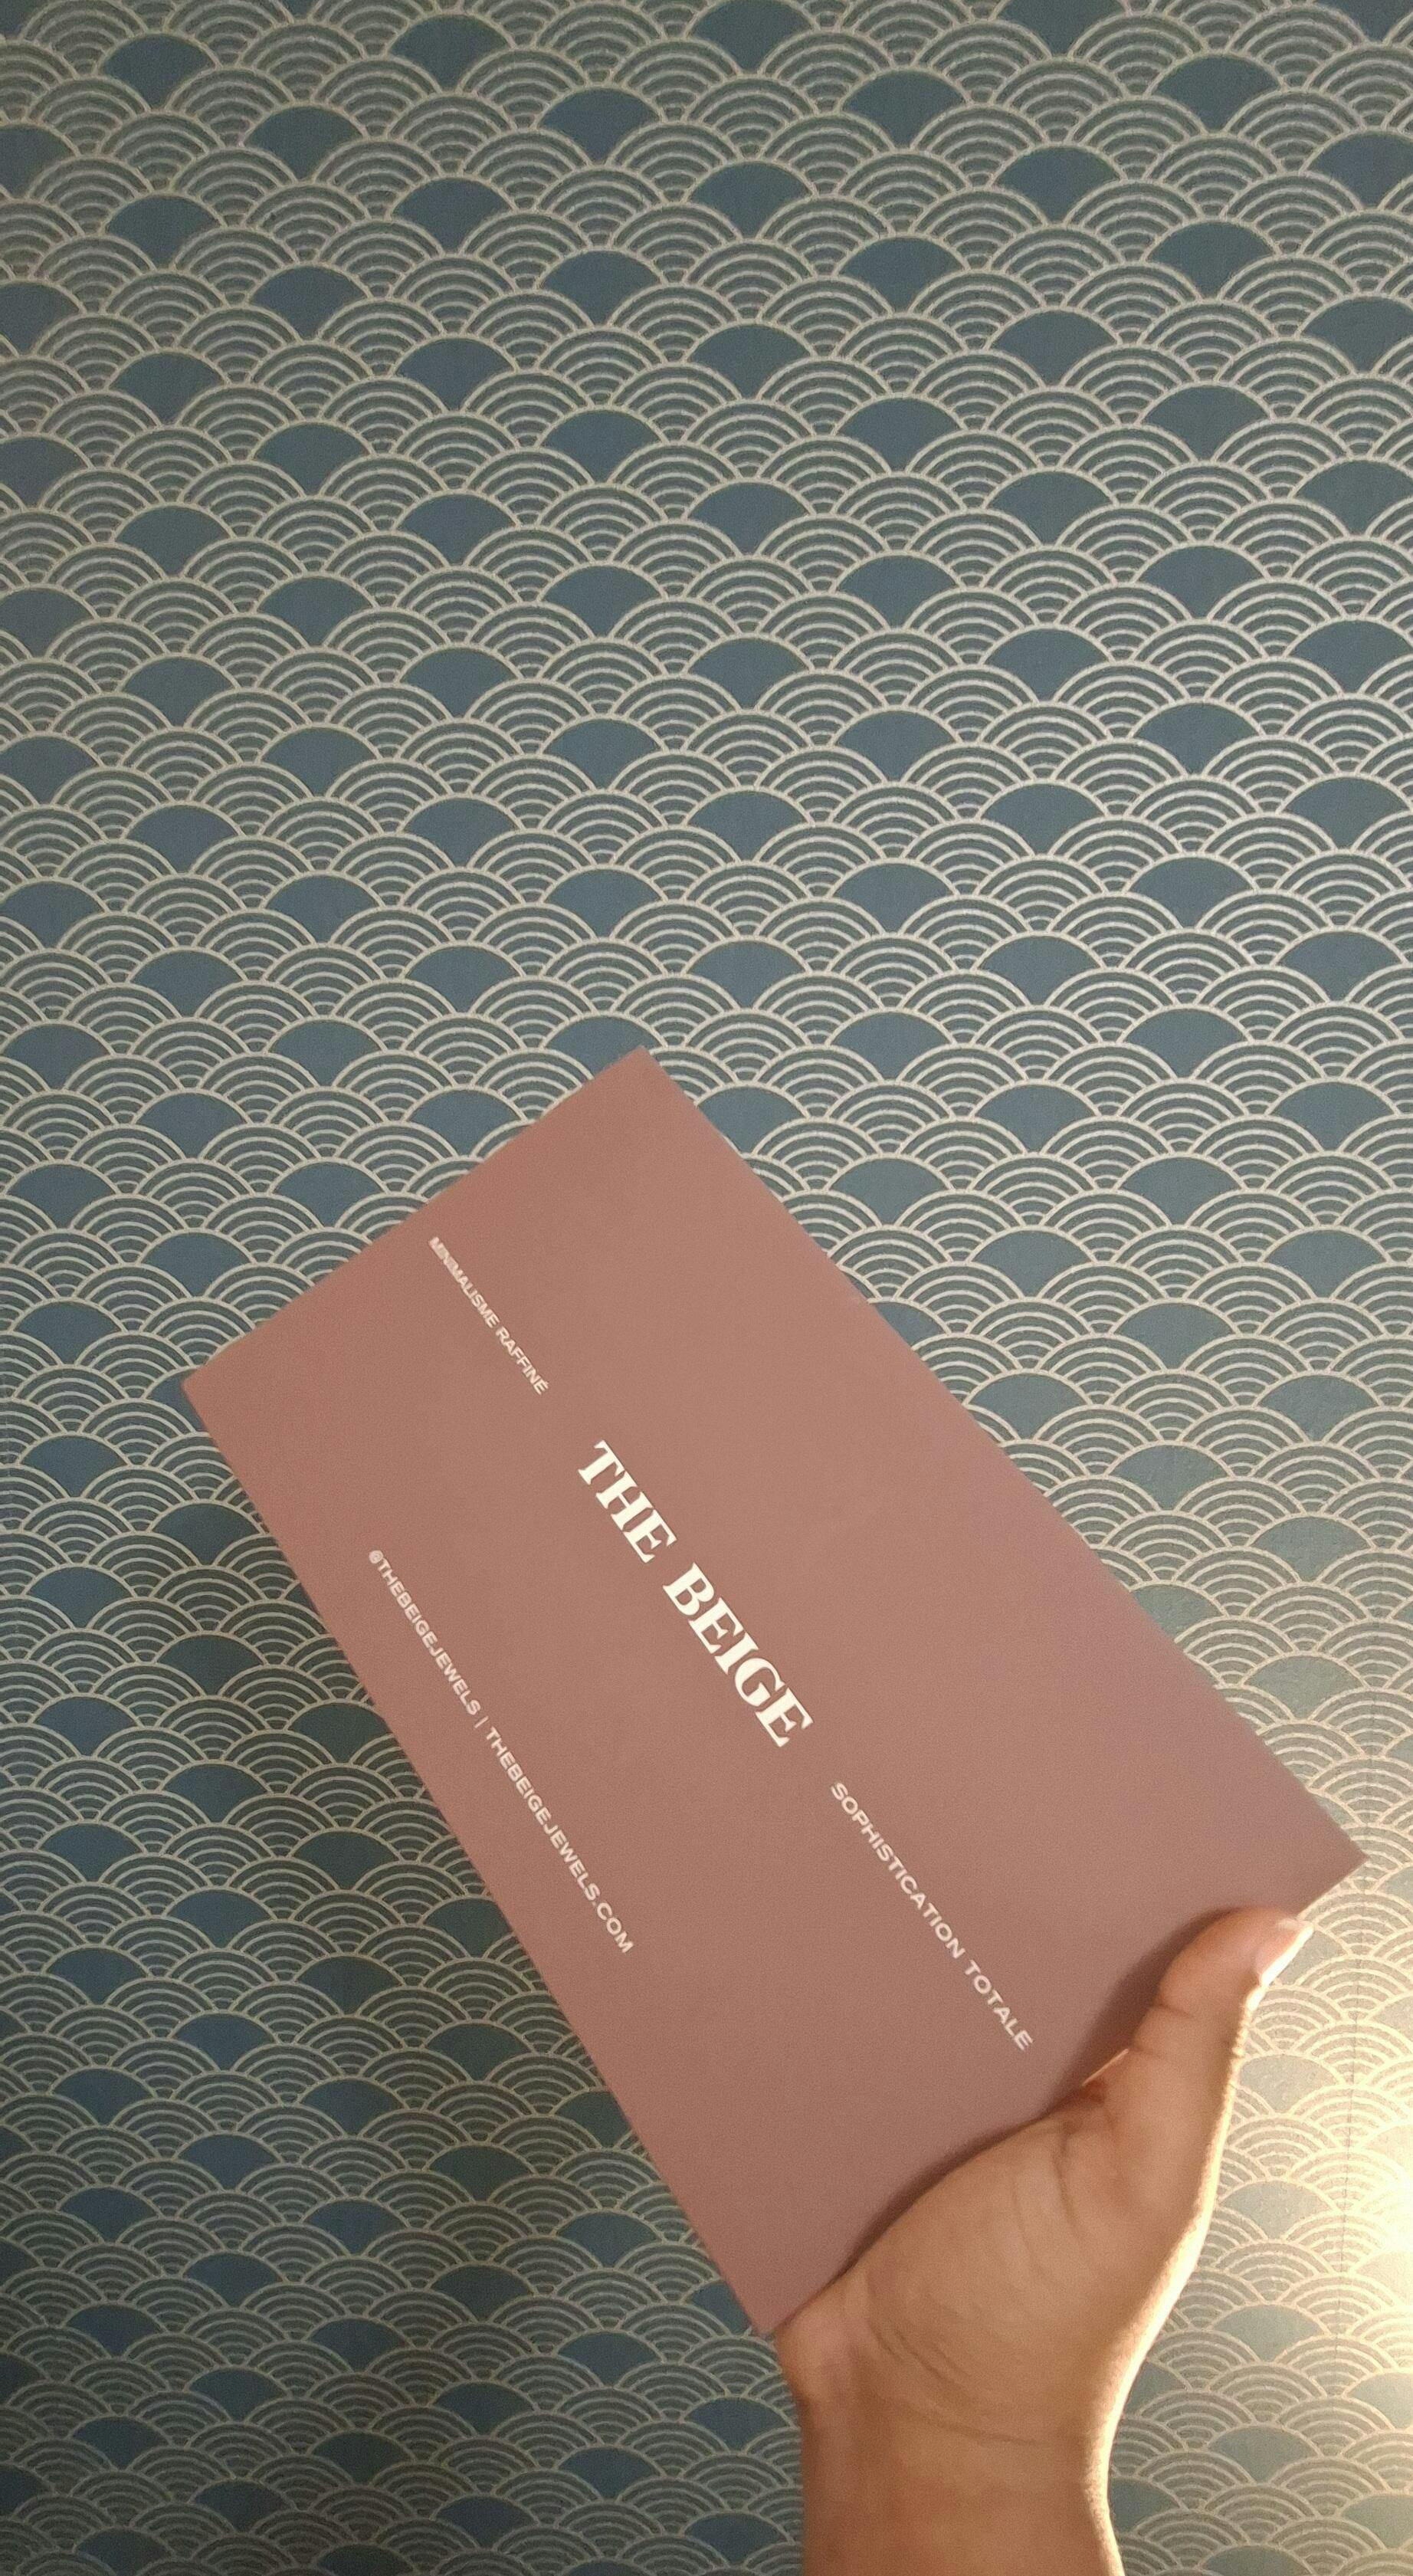 MINIMALISME RAFFINÉ
THE BEIGE
SOPHISTICATION TOTALE
@THEBEIGEJEWELS | THEBEIGEJEWELS.COM